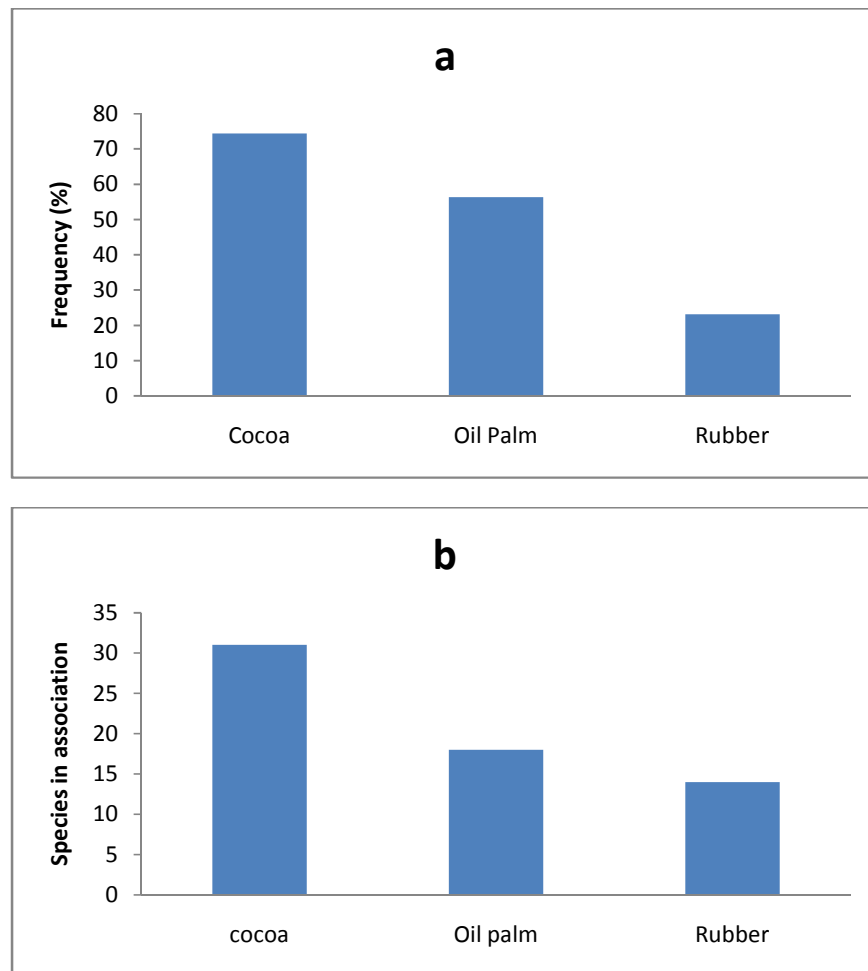 a
80
70
60
50
40
30
20
10
0
Frequency (%)
Cocoa Oil Palm Rubber
b
35
30
25
20
15
10
5
0
Species in association
cocoa Oil palm Rubber